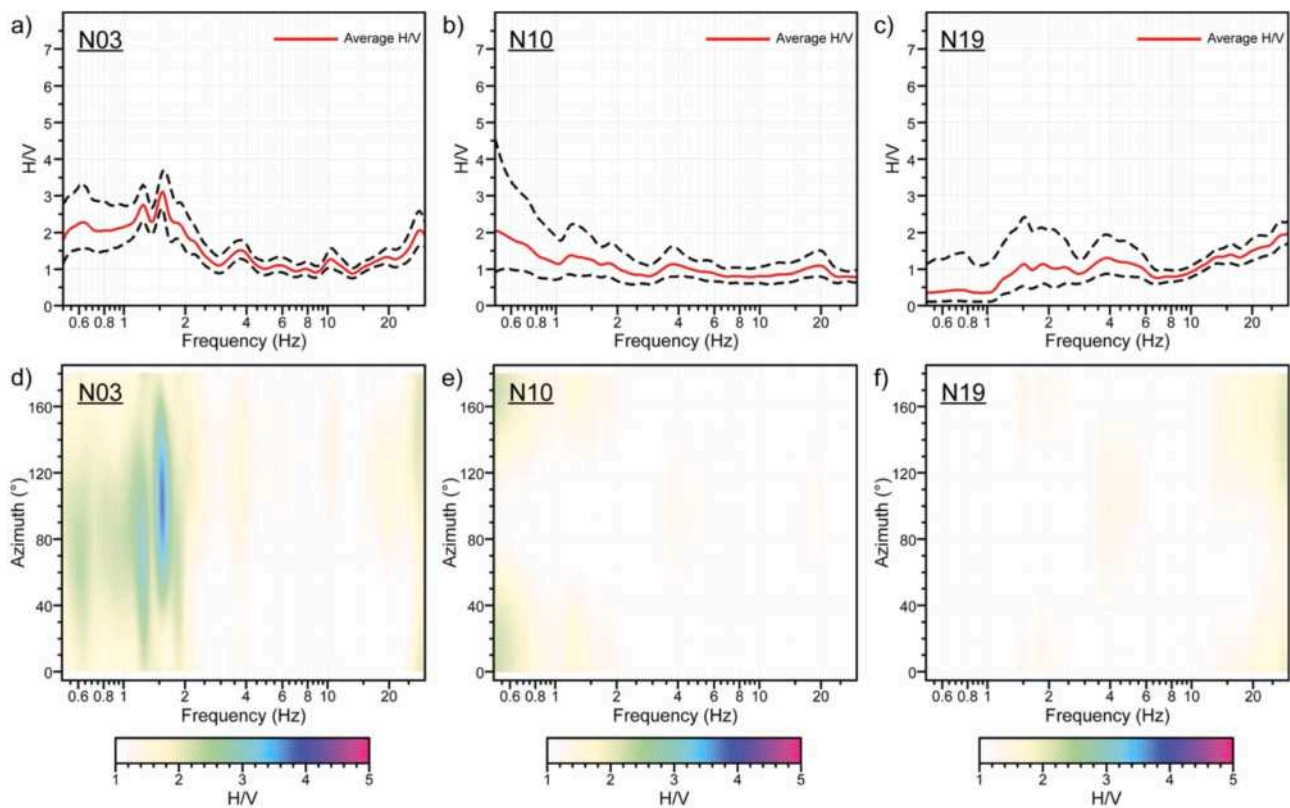 a)
N03
Average H/V
H/V
7
6
5
4
3
2
1
0
0.6 0.8 1 2 4 6 8 10 20
Frequency (Hz)
b)
N10
Average H/V
H/V
7
6
5
4
3
2
1
0
0.6 0.8 1 2 4 6 8 10 20
Frequency (Hz)
c)
N19
Average H/V
H/V
7
6
5
4
3
2
1
0
0.6 0.8 1 2 4 6 8 10 20
Frequency (Hz)
d)
N03
Azimuth (°)
160
120
80
40
0
0.6 0.8 1 2 4 6 8 10 20
Frequency (Hz)
1 2 3 4 5
H/V
e)
N10
Azimuth (°)
160
120
80
40
0
0.6 0.8 1 2 4 6 8 10 20
Frequency (Hz)
1 2 3 4 5
H/V
f)
N19
Azimuth (°)
160
120
80
40
0
0.6 0.8 1 2 4 6 8 10 20
Frequency (Hz)
1 2 3 4 5
H/V